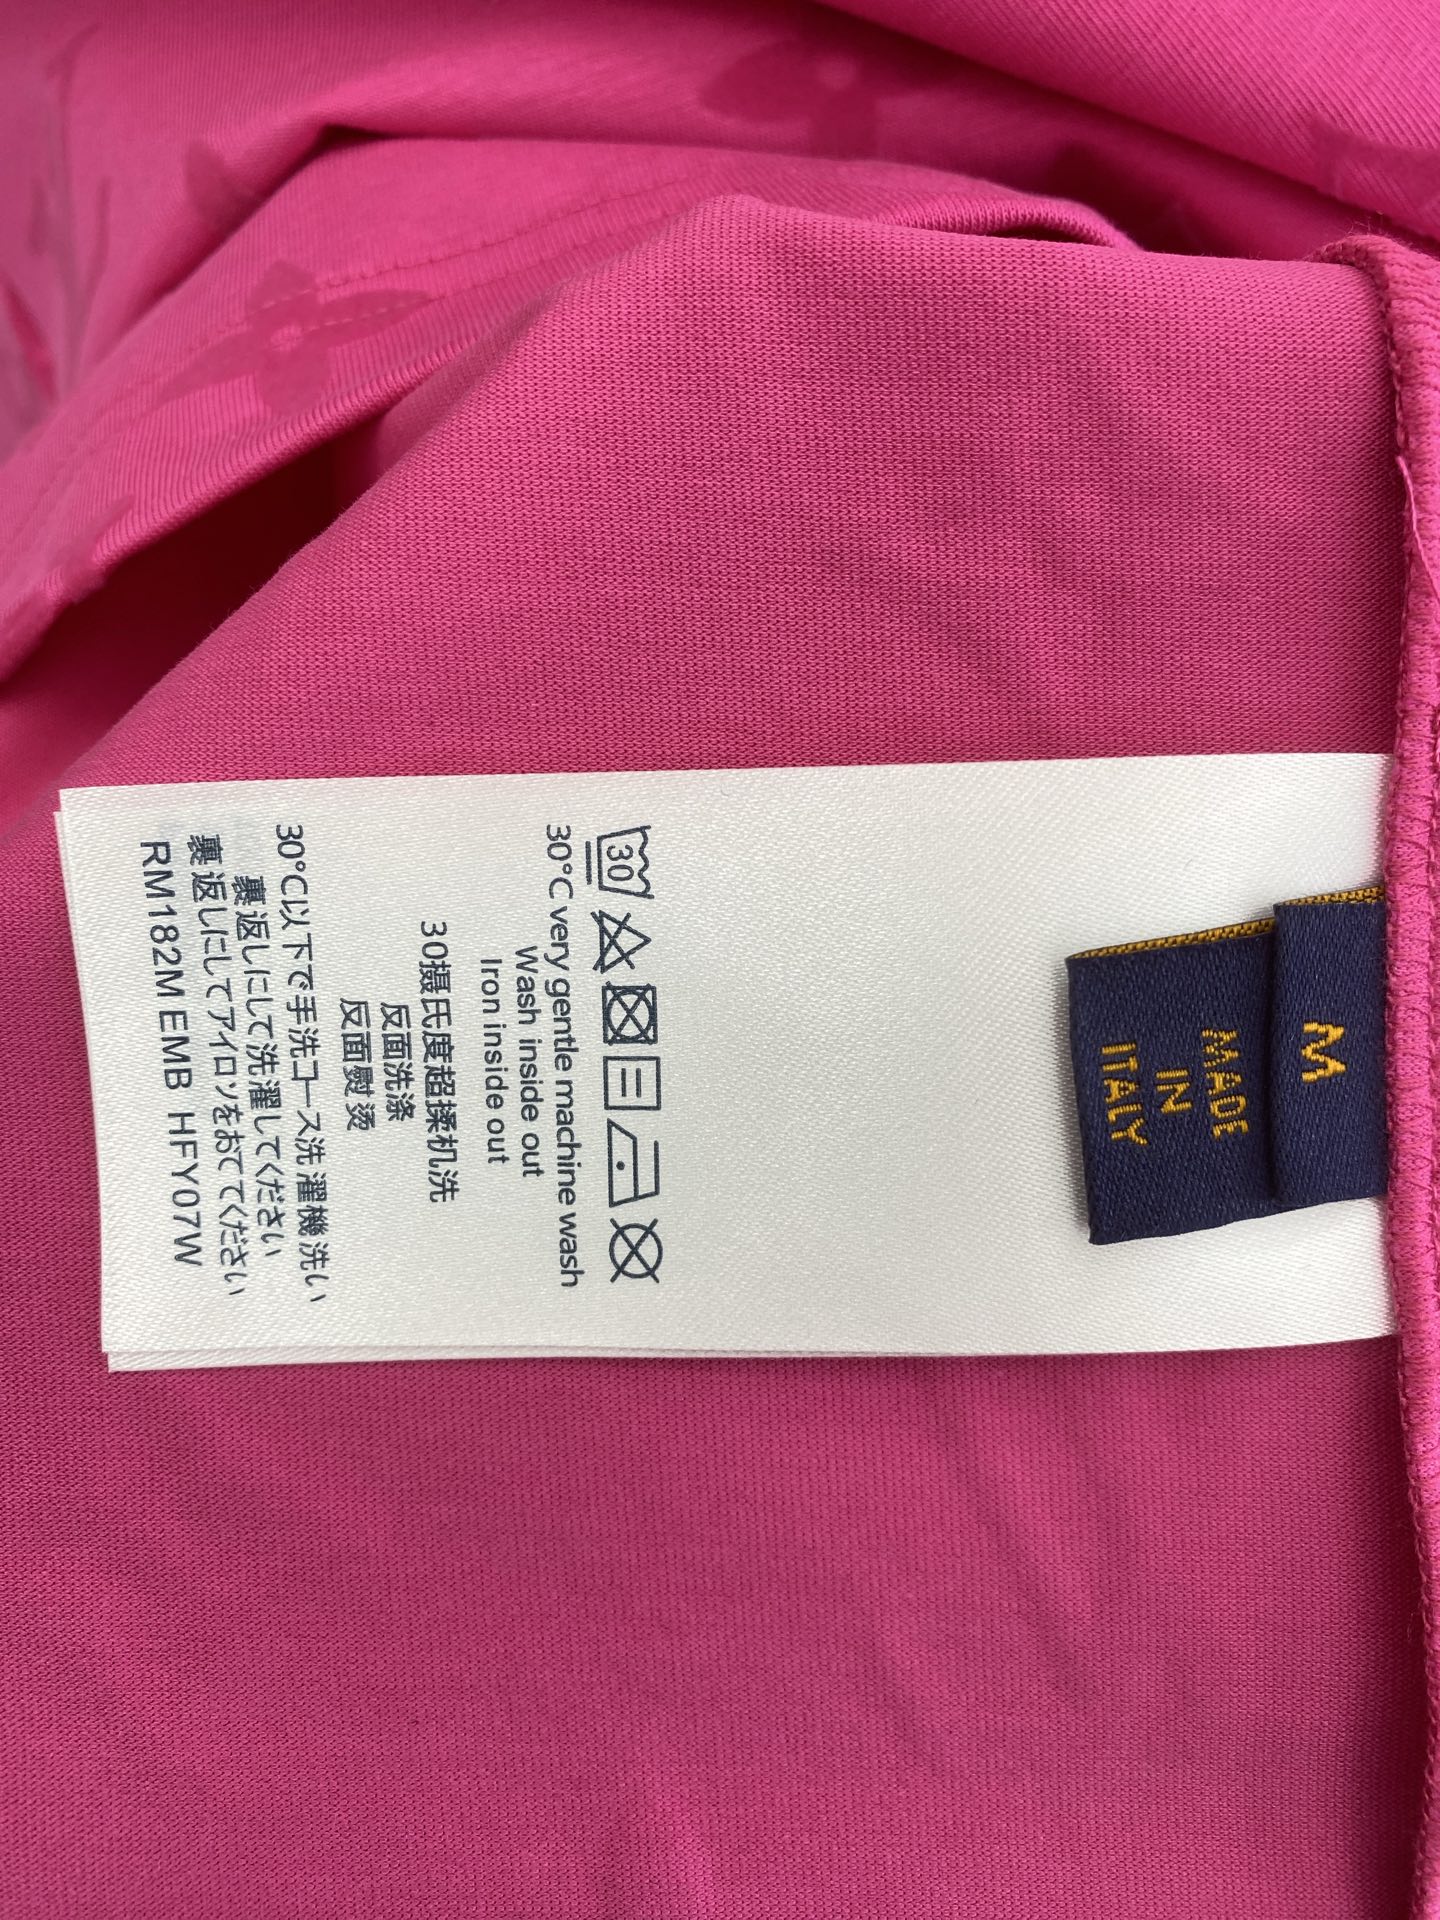 M
MADE
IN
ITALY
30
30°C very gentle machine wash
Wash inside out
Iron inside out
30摄氏度超揉机洗
反面洗涤
反面熨烫
30°C以下で手洗コース洗濯機洗い
裏返しにして洗濯してください
裏返しにしてアイロンをおてください
RM182M EMB HFY07W